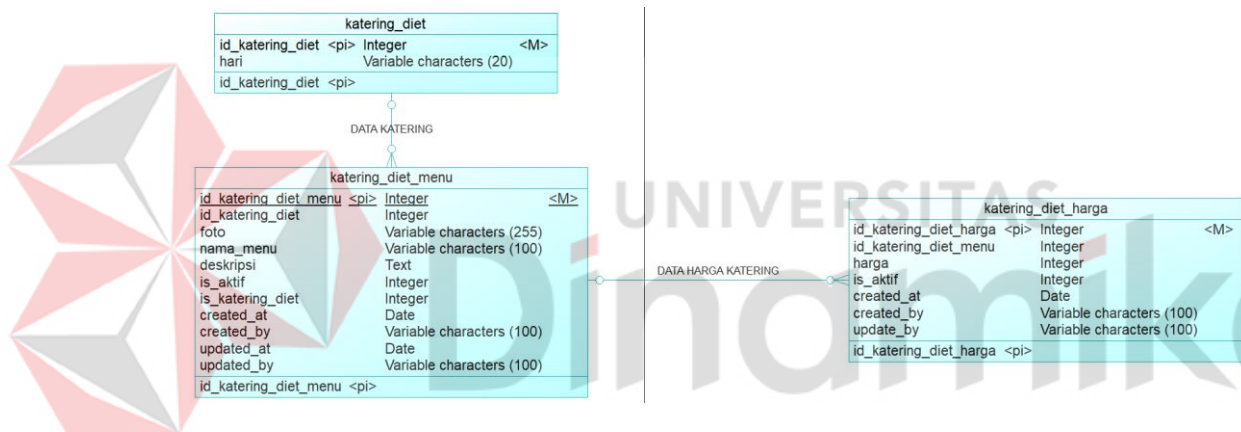 katering_diet
id_katering_diet <pi> Integer <M>
hari Variable characters (20)
id_katering_diet <pi>
DATA KATERING
katering_diet_menu
id_katering_diet_menu <pi> Integer <M>
id_katering_diet Integer
foto Variable characters (255)
nama_menu Variable characters (100)
deskripsi Text
is_aktif Integer
is_katering_diet Integer
created_at Date
created_by Variable characters (100)
updated_at Date
updated_by Variable characters (100)
id_katering_diet_menu <pi>
DATA HARGA KATERING
katering_diet_harga
id_katering_diet_harga <pi> Integer <M>
id_katering_diet_menu Integer
harga Integer
is_aktif Integer
created_at Date
created_by Variable characters (100)
update_by Variable characters (100)
id_katering_diet_harga <pi>
UNIVERSITAS
Dinamika